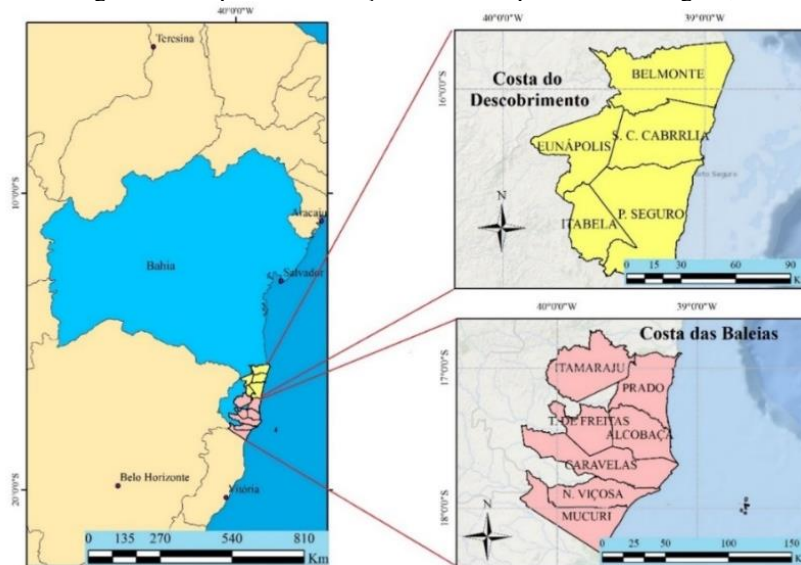 40°0'0"W
Teresina
10°0'0"S
Aracaju
Bahia
Salvador
Belo Horizonte
Vitória
20°0'0"S
0 135 270 540 810
Km
40°0'0"W 39°0'0"W
16°0'0"S
Costa do
Descobrimento
BELMONTE
EUNÁPOLIS
S. C. CABRRLIA
P. SEGURO
ITABELA
N
0 15 30 60 90
40°0'0"W 39°0'0"W
Costa das Baleias
17°0'0"S
ITAMARAJU
PRADO
T. DE FREITAS
ALCOBAÇA
CARAVELAS
N. VIÇOSA
MUCURI
18°0'0"S
N
0 25 50 100 150